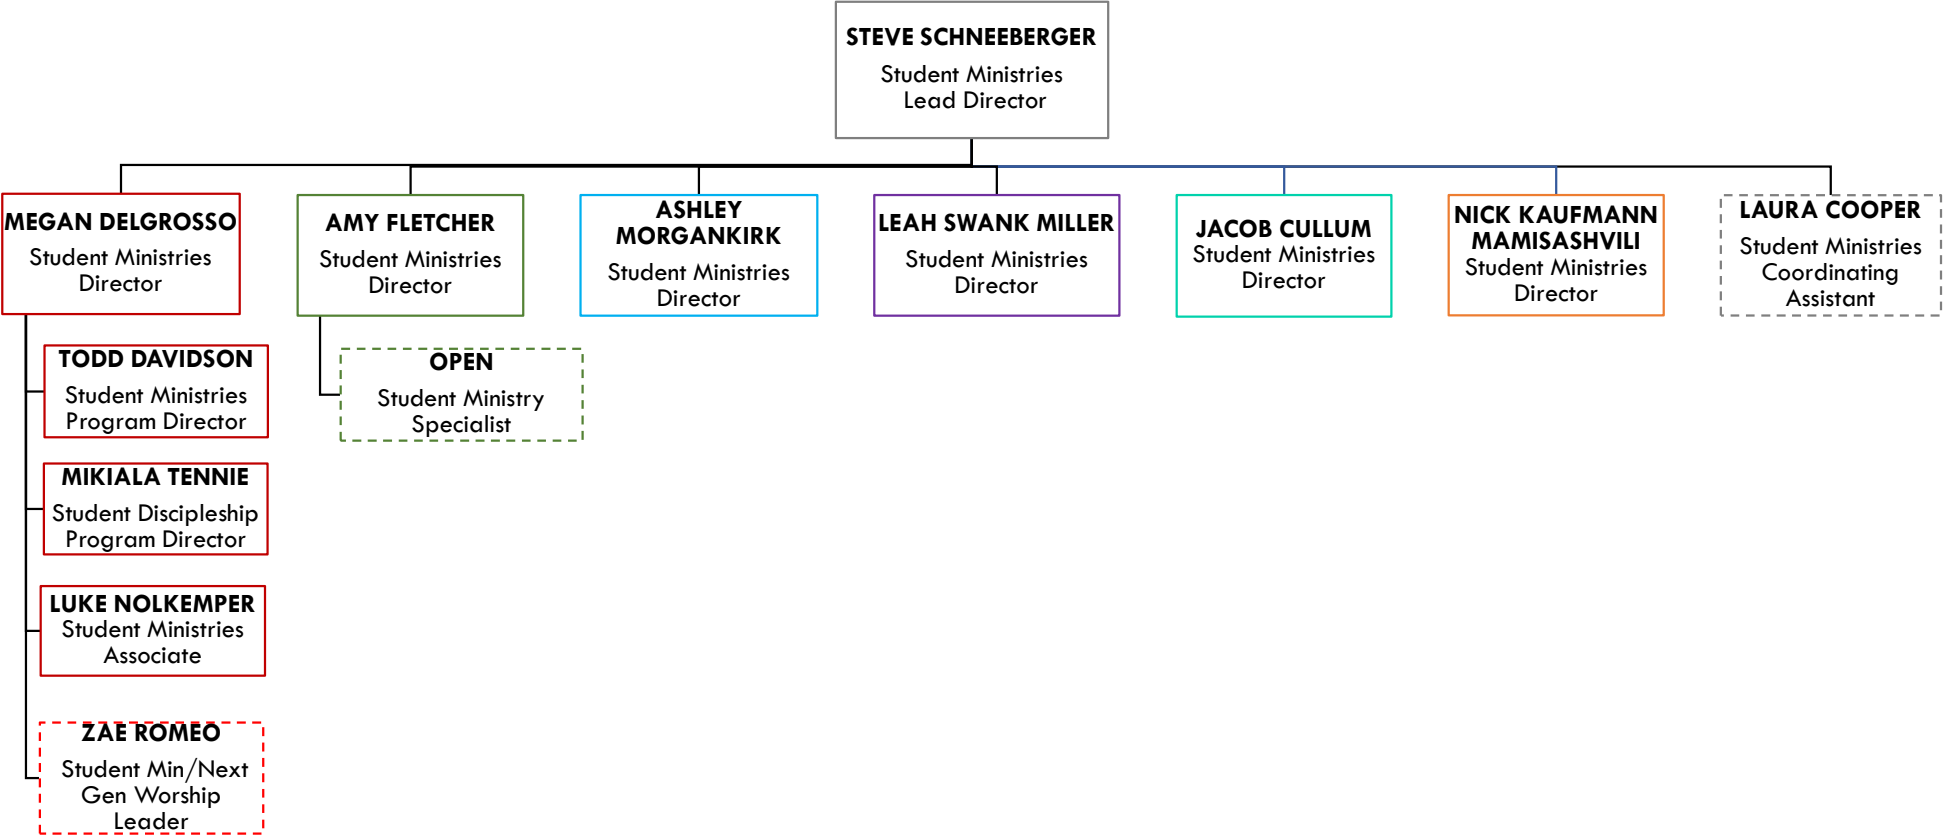 STEVE SCHNEEBERGER
Student Ministries
Lead Director
MEGAN DELGROSSO
Student Ministries
Director
AMY FLETCHER
Student Ministries
Director
ASHLEY
MORGANKIRK
Student Ministries
Director
LEAH SWANK MILLER
Student Ministries
Director
JACOB CULLUM
Student Ministries
Director
NICK KAUFMANN
MAMISASHVILI
Student Ministries
Director
LAURA COOPER
Student Ministries
Coordinating
Assistant
TODD DAVIDSON
Student Ministries
Program Director
OPEN
Student Ministry
Specialist
MIKIALA TENNIE
Student Discipleship
Program Director
LUKE NOLKEMPER
Student Ministries
Associate
ZAE ROMEO
Student Min/Next
Gen Worship
Leader